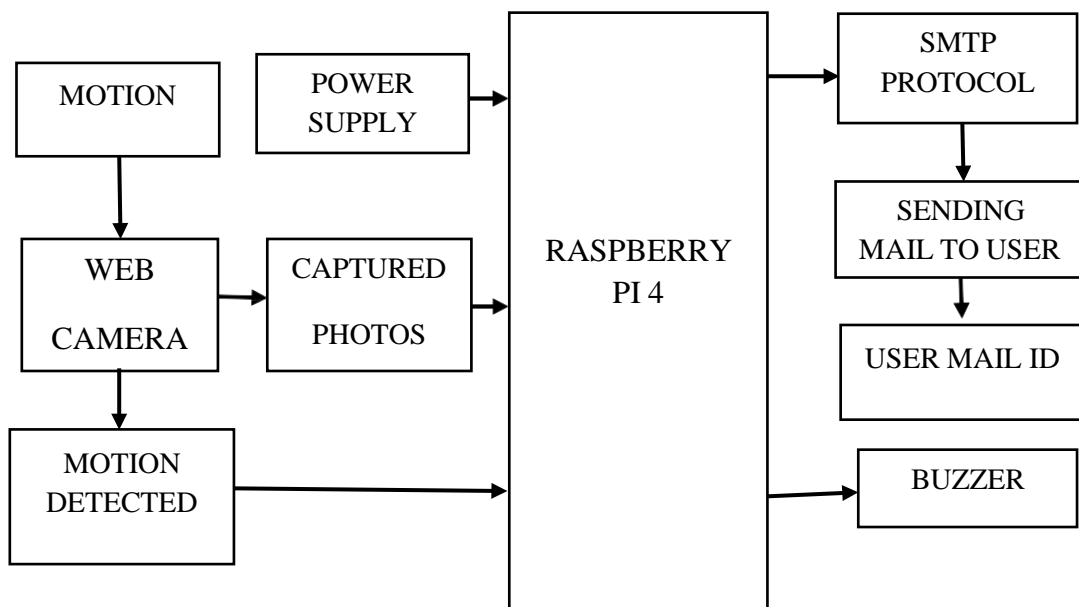 MOTION
POWER
SUPPLY
WEB
CAMERA
CAPTURED
PHOTOS
MOTION
DETECTED
RASPBERRY
PI 4
SMTP
PROTOCOL
SENDING
MAIL TO USER
USER MAIL ID
BUZZER